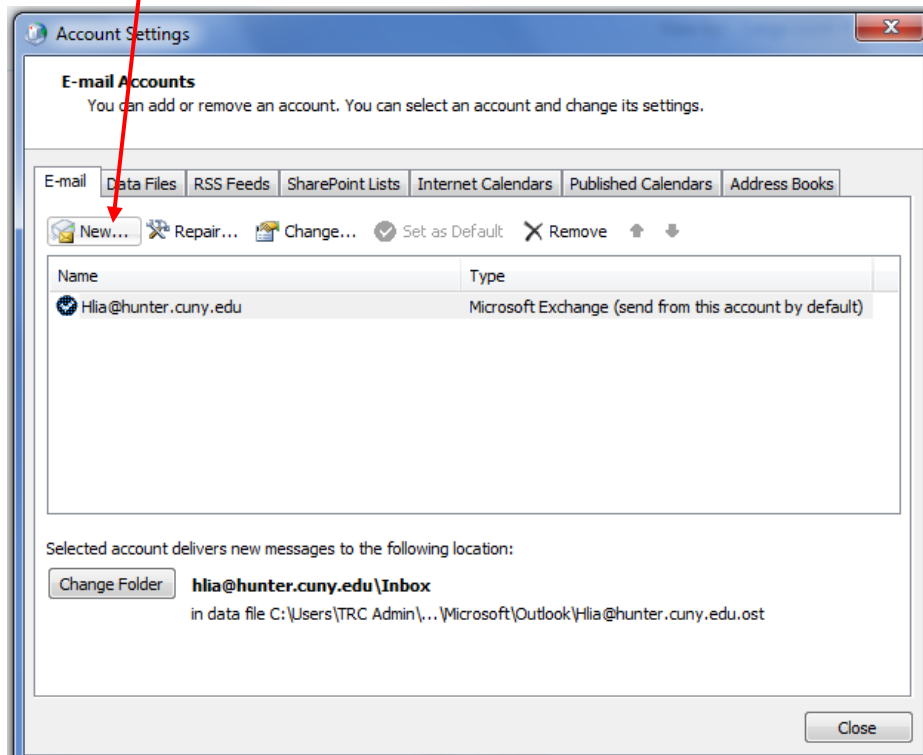 Account Settings
E-mail Accounts
You can add or remove an account. You can select an account and change its settings.
E-mail Data Files RSS Feeds SharePoint Lists Internet Calendars Published Calendars Address Books
New... Repair... Change... Set as Default Remove
Name Type
Hlia@hunter.cuny.edu Microsoft Exchange (send from this account by default)
Selected account delivers new messages to the following location:
Change Folder hlia@hunter.cuny.edu\Inbox
in data file C:\Users\TRC Admin\...\Microsoft\Outlook\Hlia@hunter.cuny.edu.ost
Close